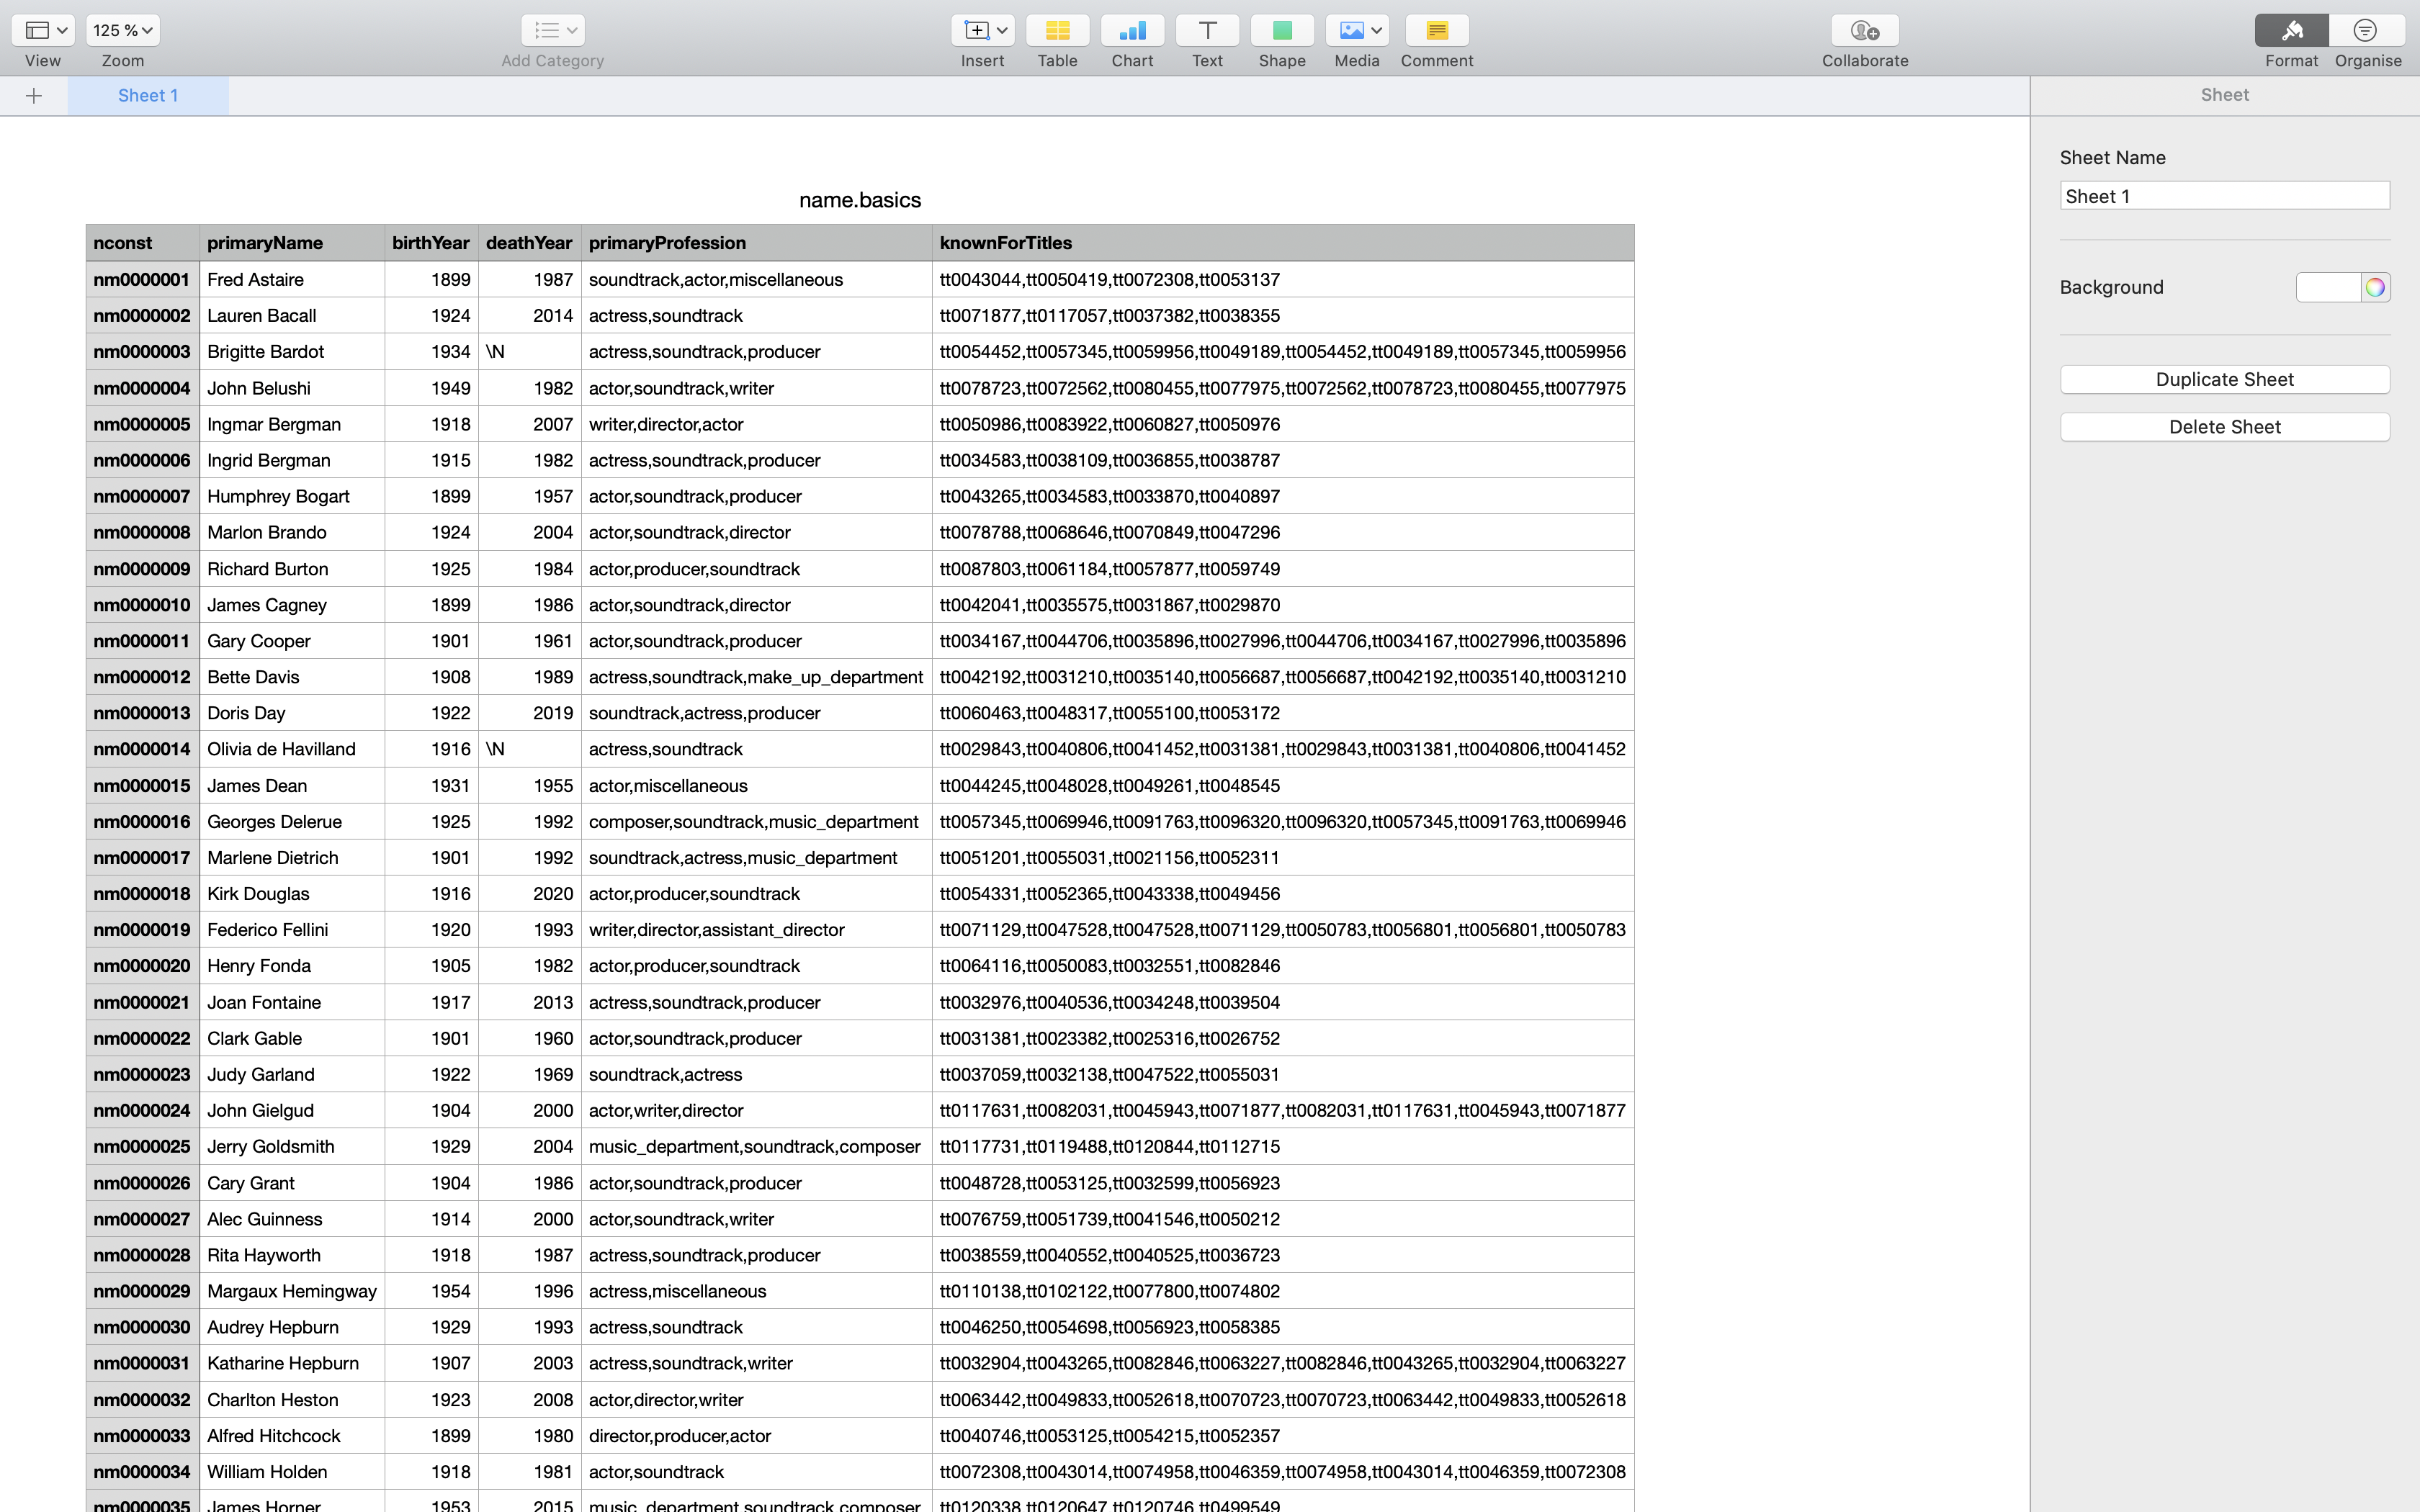 125 %
View Zoom Add Category Insert Table Chart Text Shape Media Comment Collaborate Format Organise
Sheet 1 Sheet
Sheet Name
Sheet 1
Background
Duplicate Sheet
Delete Sheet
name.basics
nconst primaryName birthYear deathYear primaryProfession knownForTitles
nm0000001 Fred Astaire 1899 1987 soundtrack,actor,miscellaneous tt0043044,tt0050419,tt0072308,tt0053137
nm0000002 Lauren Bacall 1924 2014 actress,soundtrack tt0071877,tt0117057,tt0037382,tt0038355
nm0000003 Brigitte Bardot 1934 \N actress,soundtrack,producer tt0054452,tt0057345,tt0059956,tt0049189,tt0054452,tt0049189,tt0057345,tt0059956
nm0000004 John Belushi 1949 1982 actor,soundtrack,writer tt0078723,tt0072562,tt0080455,tt0077975,tt0072562,tt0078723,tt0080455,tt0077975
nm0000005 Ingmar Bergman 1918 2007 writer,director,actor tt0050986,tt0083922,tt0060827,tt0050976
nm0000006 Ingrid Bergman 1915 1982 actress,soundtrack,producer tt0034583,tt0038109,tt0036855,tt0038787
nm0000007 Humphrey Bogart 1899 1957 actor,soundtrack,producer tt0043265,tt0034583,tt0033870,tt0040897
nm0000008 Marlon Brando 1924 2004 actor,soundtrack,director tt0078788,tt0068646,tt0070849,tt0047296
nm0000009 Richard Burton 1925 1984 actor,producer,soundtrack tt0087803,tt0061184,tt0057877,tt0059749
nm0000010 James Cagney 1899 1986 actor,soundtrack,director tt0042041,tt0035575,tt0031867,tt0029870
nm0000011 Gary Cooper 1901 1961 actor,soundtrack,producer tt0034167,tt0044706,tt0035896,tt0027996,tt0044706,tt0034167,tt0027996,tt0035896
nm0000012 Bette Davis 1908 1989 actress,soundtrack,make_up_department tt0042192,tt0031210,tt0035140,tt0056687,tt0056687,tt0042192,tt0035140,tt0031210
nm0000013 Doris Day 1922 2019 soundtrack,actress,producer tt0060463,tt0048317,tt0055100,tt0053172
nm0000014 Olivia de Havilland 1916 \N actress,soundtrack tt0029843,tt0040806,tt0041452,tt0031381,tt0029843,tt0031381,tt0040806,tt0041452
nm0000015 James Dean 1931 1955 actor,miscellaneous tt0044245,tt0048028,tt0049261,tt0048545
nm0000016 Georges Delerue 1925 1992 composer,soundtrack,music_department tt0057345,tt0069946,tt0091763,tt0096320,tt0096320,tt0057345,tt0091763,tt0069946
nm0000017 Marlene Dietrich 1901 1992 soundtrack,actress,music_department tt0051201,tt0055031,tt0021156,tt0052311
nm0000018 Kirk Douglas 1916 2020 actor,producer,soundtrack tt0054331,tt0052365,tt0043338,tt0049456
nm0000019 Federico Fellini 1920 1993 writer,director,assistant_director tt0071129,tt0047528,tt0047528,tt0071129,tt0050783,tt0056801,tt0056801,tt0050783
nm0000020 Henry Fonda 1905 1982 actor,producer,soundtrack tt0064116,tt0050083,tt0032551,tt0082846
nm0000021 Joan Fontaine 1917 2013 actress,soundtrack,producer tt0032976,tt0040536,tt0034248,tt0039504
nm0000022 Clark Gable 1901 1960 actor,soundtrack,producer tt0031381,tt0023382,tt0025316,tt0026752
nm0000023 Judy Garland 1922 1969 soundtrack,actress tt0037059,tt0032138,tt0047522,tt0055031
nm0000024 John Gielgud 1904 2000 actor,writer,director tt0117631,tt0082031,tt0045943,tt0071877,tt0082031,tt0117631,tt0045943,tt0071877
nm0000025 Jerry Goldsmith 1929 2004 music_department,soundtrack,composer tt0117731,tt0119488,tt0120844,tt0112715
nm0000026 Cary Grant 1904 1986 actor,soundtrack,producer tt0048728,tt0053125,tt0032599,tt0056923
nm0000027 Alec Guinness 1914 2000 actor,soundtrack,writer tt0076759,tt0051739,tt0041546,tt0050212
nm0000028 Rita Hayworth 1918 1987 actress,soundtrack,producer tt0038559,tt0040552,tt0040525,tt0036723
nm0000029 Margaux Hemingway 1954 1996 actress,miscellaneous tt0110138,tt0102122,tt0077800,tt0074802
nm0000030 Audrey Hepburn 1929 1993 actress,soundtrack tt0046250,tt0054698,tt0056923,tt0058385
nm0000031 Katharine Hepburn 1907 2003 actress,soundtrack,writer tt0032904,tt0043265,tt0082846,tt0063227,tt0082846,tt0043265,tt0032904,tt0063227
nm0000032 Charlton Heston 1923 2008 actor,director,writer tt0063442,tt0049833,tt0052618,tt0070723,tt0070723,tt0063442,tt0049833,tt0052618
nm0000033 Alfred Hitchcock 1899 1980 director,producer,actor tt0040746,tt0053125,tt0054215,tt0052357
nm0000034 William Holden 1918 1981 actor,soundtrack tt0072308,tt0043014,tt0074958,tt0046359,tt0074958,tt0043014,tt0046359,tt0072308
nm0000035 James Horner 1953 2015 music_department,soundtrack,composer tt0120338,tt0120647,tt0120746,tt0499549